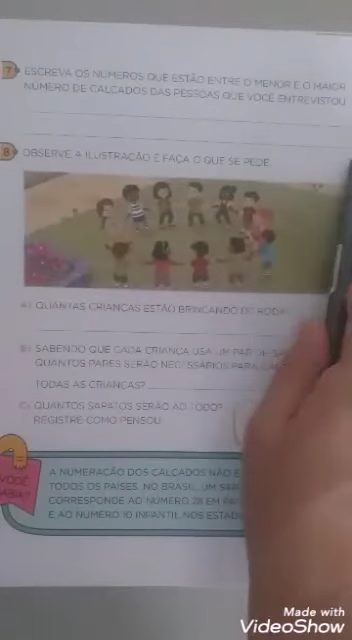 7 ESCREVA OS NÚMEROS QUE ESTÃO ENTRE O MENOR E O MAIOR
NÚMERO DE CALÇADOS DAS PESSOAS QUE VOCÊ ENTREVISTOU.
8 OBSERVE A ILUSTRAÇÃO E FAÇA O QUE SE PEDE.
A) QUANTAS CRIANÇAS ESTÃO BRINCANDO DE RODA?
B) SABENDO QUE CADA CRIANÇA USA UM PAR DE
QUANTOS PARES SERÃO NECESSÁRIOS PARA
TODAS AS CRIANÇAS?
C) QUANTOS SAPATOS SERÃO AO TODO?
REGISTRE COMO PENSOU.
VOCÊ
A NUMERAÇÃO DOS CALÇADOS NÃO É
TODOS OS PAÍSES. NO BRASIL, UM
CORRESPONDE AO NÚMERO 28 EM
E AO NÚMERO 10 INFANTIL NOS
Made with
VideoShow